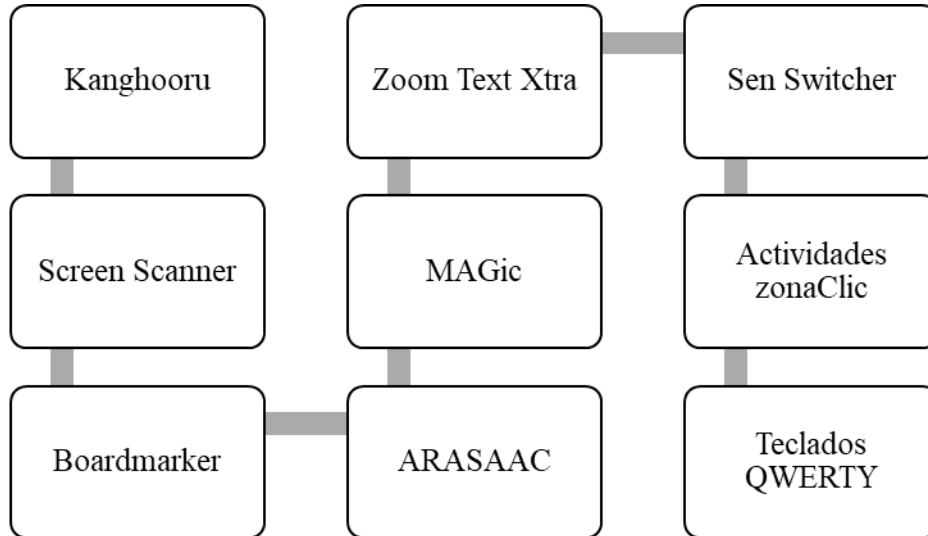 Kanghooru
Screen Scanner
Boardmarker
ARASAAC
MAGic
Zoom Text Xtra
Sen Switcher
Actividades
zonaClic
Teclados
QWERTY